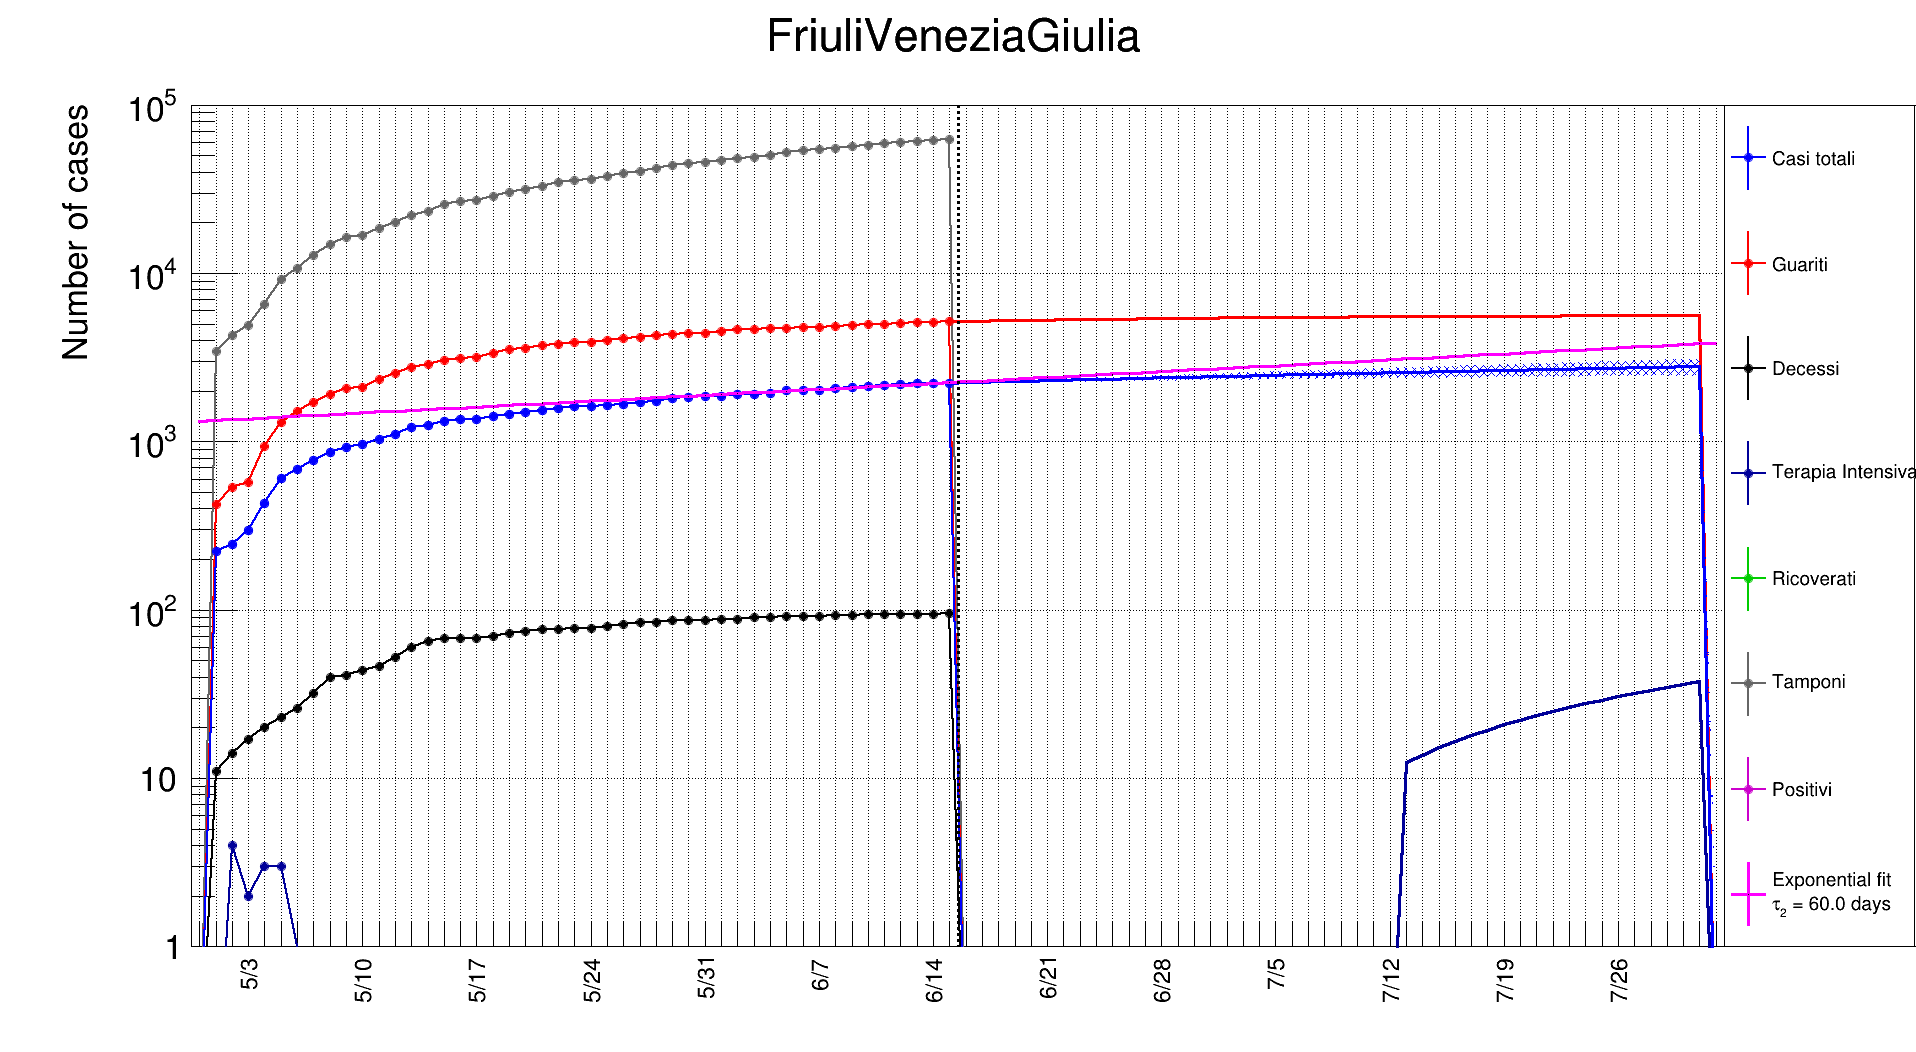 FriuliVeneziaGiulia
Number of cases
10^5
10^4
10^3
10^2
10
1
5/3
5/10
5/17
5/24
5/31
6/7
6/14
6/21
6/28
7/5
7/12
7/19
7/26
Casi totali
Guariti
Decessi
Terapia Intensiva
Ricoverati
Tamponi
Positivi
Exponential fit
τ₂ = 60.0 days